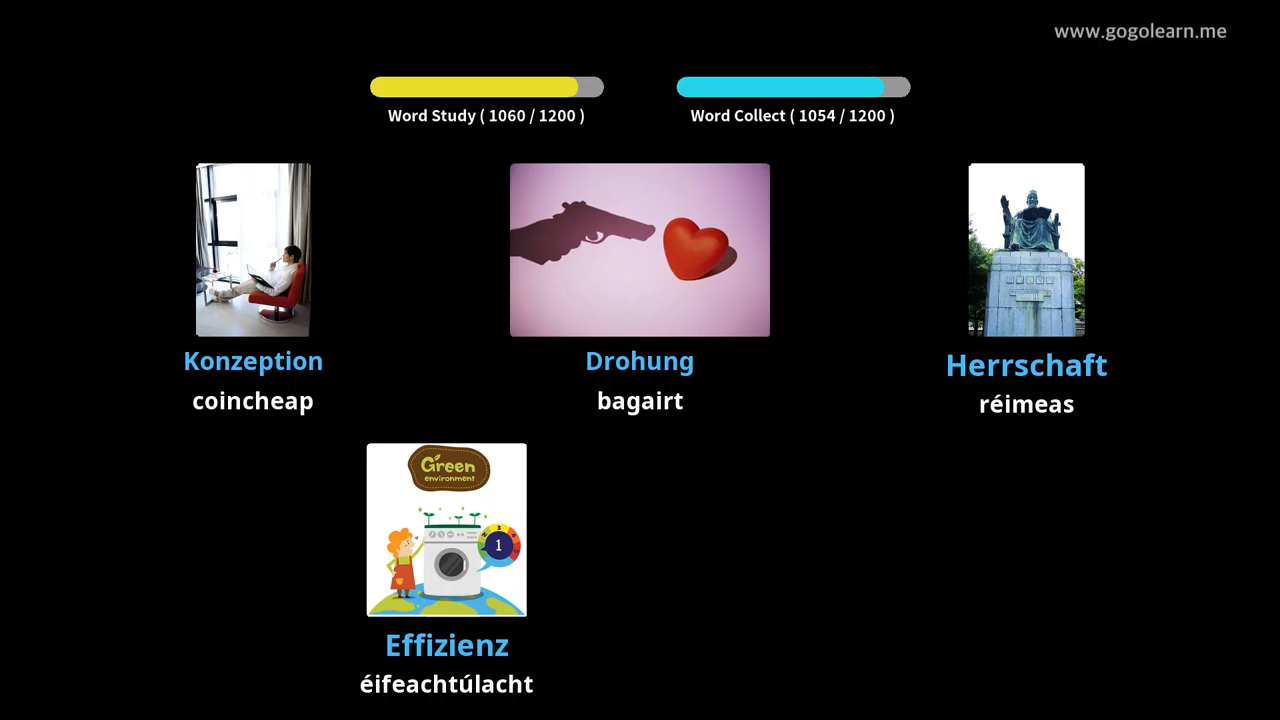 www.gogolearn.me
Word Study ( 1060 / 1200 )
Word Collect ( 1054 / 1200 )
Konzeption
coincheap
Drohung
bagairt
Herrschaft
réimeas
Green
environment
1
Effizienz
éifeachtúlacht